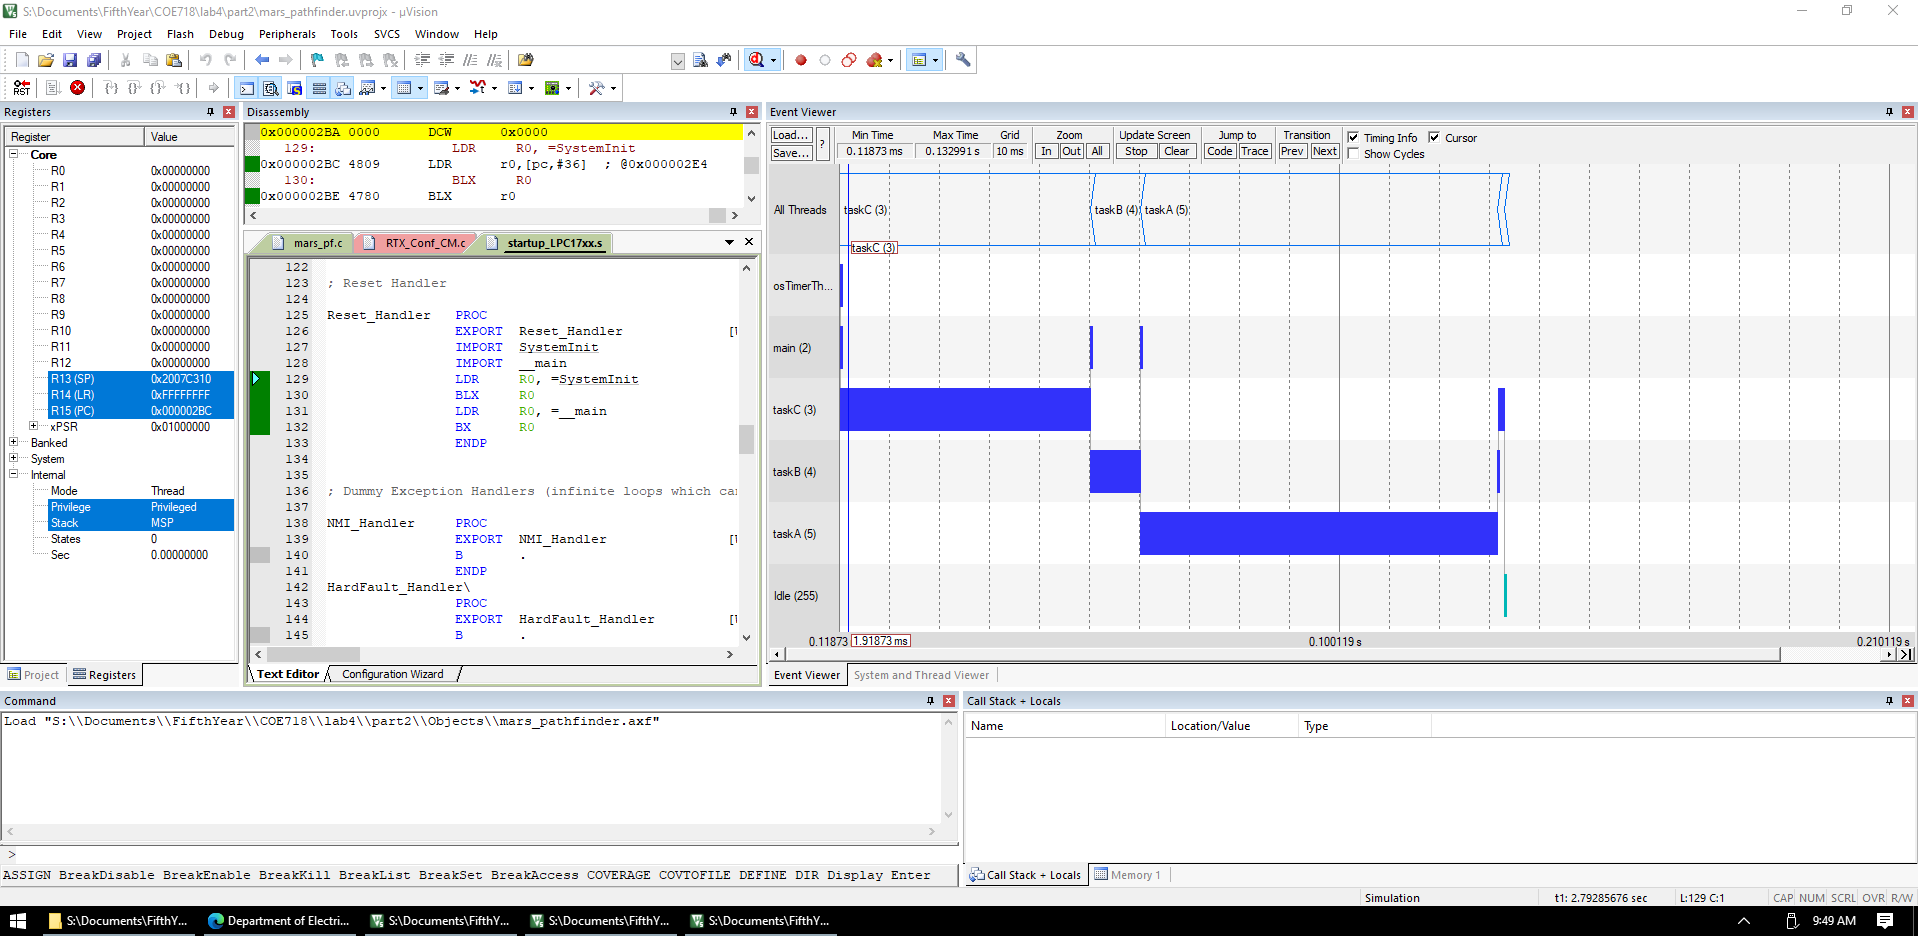 S:\Documents\FifthYear\COE718\lab4\part2\mars_pathfinder.uvprojx - µVision
File Edit View Project Flash Debug Peripherals Tools SVCS Window Help
RST
Registers
Register Value
Core
R0 0x00000000
R1 0x00000000
R2 0x00000000
R3 0x00000000
R4 0x00000000
R5 0x00000000
R6 0x00000000
R7 0x00000000
R8 0x00000000
R9 0x00000000
R10 0x00000000
R11 0x00000000
R12 0x00000000
R13 (SP) 0x2007C310
R14 (LR) 0xFFFFFFFF
R15 (PC) 0x000002BC
xPSR 0x01000000
Banked
System
Internal
Mode Thread
Privilege Privileged
Stack MSP
States 0
Sec 0.00000000
Project Registers
Disassembly
0x000002BA 0000 DCW 0x0000
129: LDR R0, =SystemInit
0x000002BC 4809 LDR r0,[pc,#36] ; @0x000002E4
130: BLX R0
0x000002BE 4780 BLX r0
mars_pf.c RTX_Conf_CM.c startup_LPC17xx.s
122
123 ; Reset Handler
124
125 Reset_Handler PROC
126 EXPORT Reset_Handler [
127 IMPORT SystemInit
128 IMPORT __main
129 LDR R0, =SystemInit
130 BLX R0
131 LDR R0, =__main
132 BX R0
133 ENDP
134
135
136 ; Dummy Exception Handlers (infinite loops which ca
137
138 NMI_Handler PROC
139 EXPORT NMI_Handler [
140 B .
141 ENDP
142 HardFault_Handler\
143 PROC
144 EXPORT HardFault_Handler [
145 B .
Text Editor Configuration Wizard
Event Viewer
Load... Min Time Max Time Grid Zoom Update Screen Jump to Transition Timing Info Cursor
Save... ? 0.11873 ms 0.132991 s 10 ms In Out All Stop Clear Code Trace Prev Next Show Cycles
All Threads taskC (3) taskB (4) taskA (5)
taskC (3)
osTimerTh...
main (2)
taskC (3)
taskB (4)
taskA (5)
Idle (255)
0.11873 1.91873 ms 0.100119 s 0.210119 s
Event Viewer System and Thread Viewer
Command
Load "S:\\Documents\\FifthYear\\COE718\\lab4\\part2\\Objects\\mars_pathfinder.axf"
>
ASSIGN BreakDisable BreakEnable BreakKill BreakList BreakSet BreakAccess COVERAGE COVTOFILE DEFINE DIR Display Enter
Call Stack + Locals
Name Location/Value Type
Call Stack + Locals Memory 1
Simulation t1: 2.79285676 sec L:129 C:1 CAP NUM SCRL OVR R/W
S:\Documents\FifthY... Department of Electri... S:\Documents\FifthY... S:\Documents\FifthY... S:\Documents\FifthY... 9:49 AM